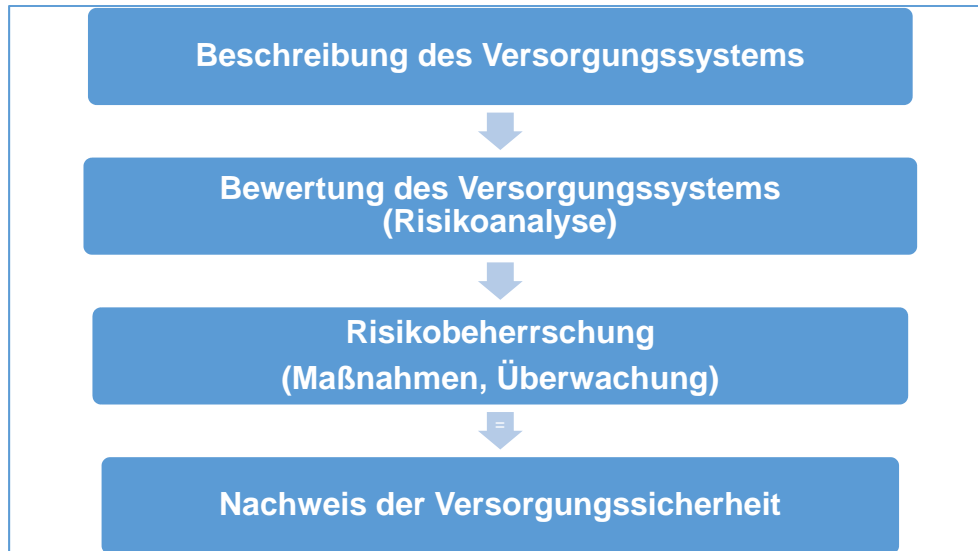 Beschreibung des Versorgungssystems
Bewertung des Versorgungssystems
(Risikoanalyse)
Risikobeherrschung
(Maßnahmen, Überwachung)
=
Nachweis der Versorgungssicherheit